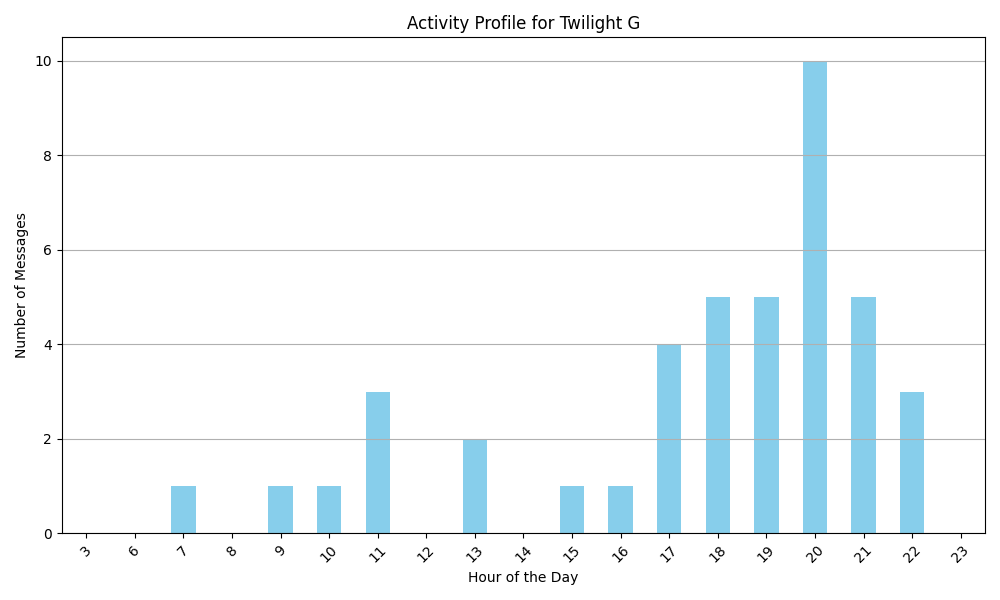 Activity Profile for Twilight G
Number of Messages
10
8
6
4
2
0
3 6 7 8 9 10 11 12 13 14 15 16 17 18 19 20 21 22 23
Hour of the Day